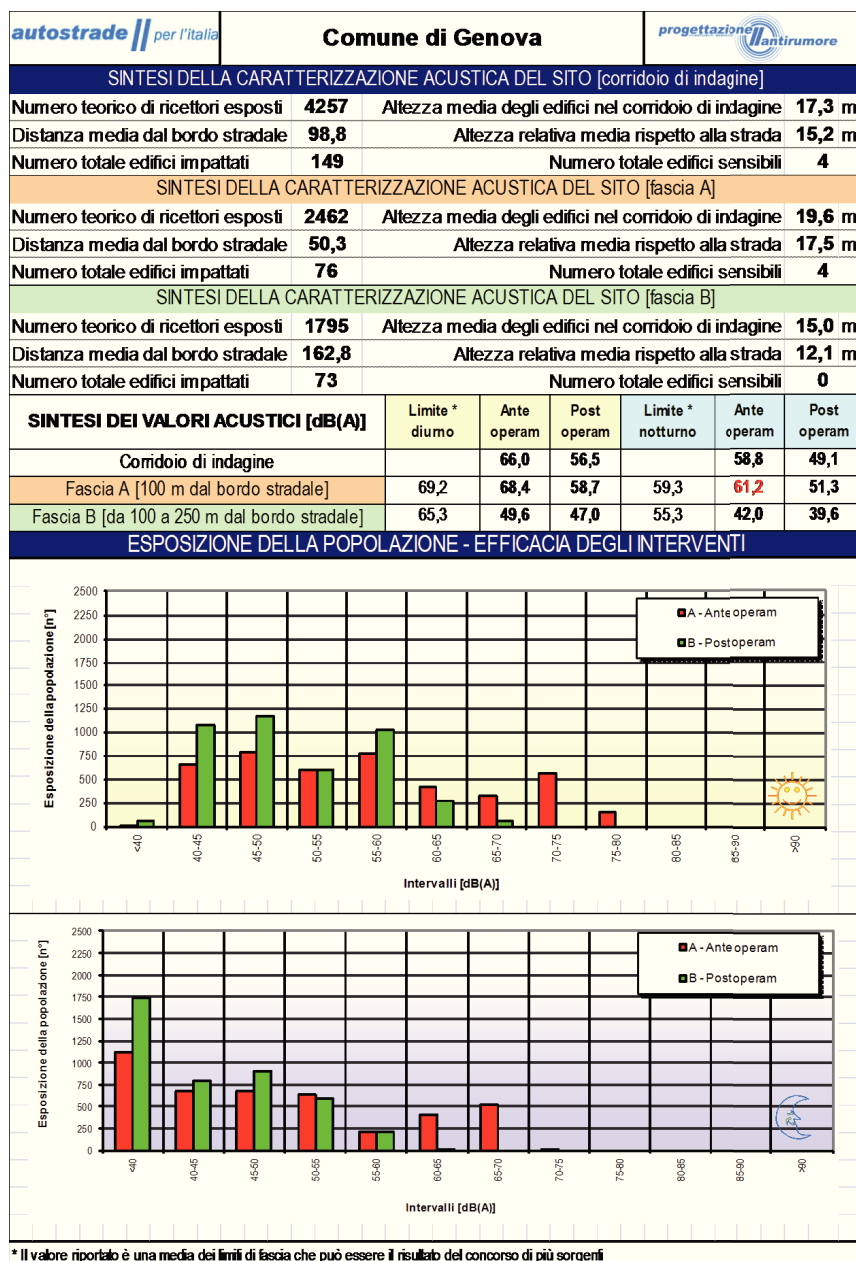 autostrade // per l'italia
Comune di Genova
progettazione antirumore
SINTESI DELLA CARATTERIZZAZIONE ACUSTICA DEL SITO [corridoio di indagine]
Numero teorico di ricettori esposti 4257 Altezza media degli edifici nel corridoio di indagine 17,3 m
Distanza media dal bordo stradale 98,8 Altezza relativa media rispetto alla strada 15,2 m
Numero totale edifici impattati 149 Numero totale edifici sensibili 4
SINTESI DELLA CARATTERIZZAZIONE ACUSTICA DEL SITO [fascia A]
Numero teorico di ricettori esposti 2462 Altezza media degli edifici nel corridoio di indagine 19,6 m
Distanza media dal bordo stradale 50,3 Altezza relativa media rispetto alla strada 17,5 m
Numero totale edifici impattati 76 Numero totale edifici sensibili 4
SINTESI DELLA CARATTERIZZAZIONE ACUSTICA DEL SITO [fascia B]
Numero teorico di ricettori esposti 1795 Altezza media degli edifici nel corridoio di indagine 15,0 m
Distanza media dal bordo stradale 162,8 Altezza relativa media rispetto alla strada 12,1 m
Numero totale edifici impattati 73 Numero totale edifici sensibili 0
SINTESI DEI VALORI ACUSTICI [dB(A)] Limite * diurno Ante operam Post operam Limite * notturno Ante operam Post operam
Corridoio di indagine 66,0 56,5 58,8 49,1
Fascia A [100 m dal bordo stradale] 69,2 68,4 58,7 59,3 61,2 51,3
Fascia B [da 100 a 250 m dal bordo stradale] 65,3 49,6 47,0 55,3 42,0 39,6
ESPOSIZIONE DELLA POPOLAZIONE - EFFICACIA DEGLI INTERVENTI
Esposizione della popolazione [n°]
2500
2250
2000
1750
1500
1250
1000
750
500
250
0
A - Ante operam
B - Post operam
<40 40-45 45-50 50-55 55-60 60-65 65-70 70-75 75-80 80-85 85-90 >90
Intervalli [dB(A)]
Esposizione della popolazione [n°]
2500
2250
2000
1750
1500
1250
1000
750
500
250
0
A - Ante operam
B - Post operam
<40 40-45 45-50 50-55 55-60 60-65 65-70 70-75 75-80 80-85 85-90 >90
Intervalli [dB(A)]
* Il valore riportato è una media dei limiti di fascia che può essere il risultato del concorso di più sorgenti